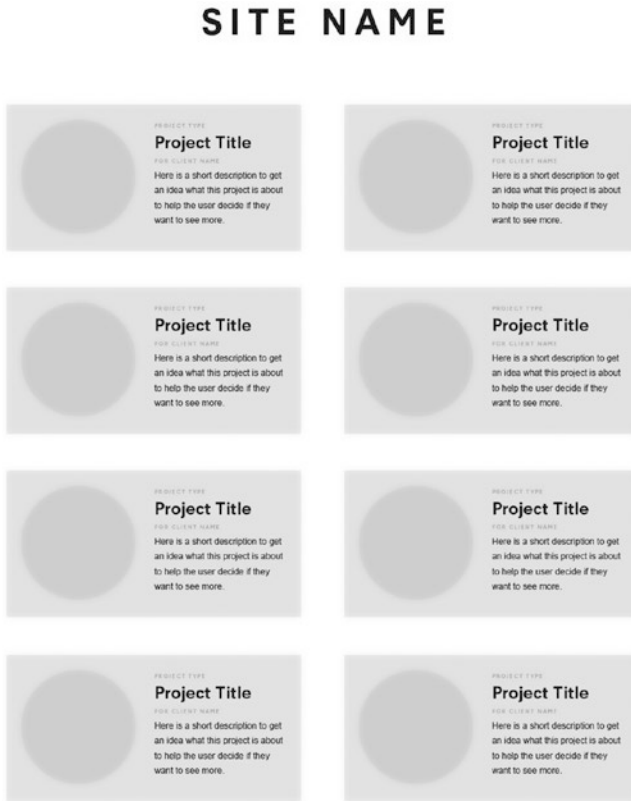 SITE NAME
PROJECT TYPE
Project Title
FOR CLIENT NAME
Here is a short description to get
an idea what this project is about
to help the user decide if they
want to see more.
PROJECT TYPE
Project Title
FOR CLIENT NAME
Here is a short description to get
an idea what this project is about
to help the user decide if they
want to see more.
PROJECT TYPE
Project Title
FOR CLIENT NAME
Here is a short description to get
an idea what this project is about
to help the user decide if they
want to see more.
PROJECT TYPE
Project Title
FOR CLIENT NAME
Here is a short description to get
an idea what this project is about
to help the user decide if they
want to see more.
PROJECT TYPE
Project Title
FOR CLIENT NAME
Here is a short description to get
an idea what this project is about
to help the user decide if they
want to see more.
PROJECT TYPE
Project Title
FOR CLIENT NAME
Here is a short description to get
an idea what this project is about
to help the user decide if they
want to see more.
PROJECT TYPE
Project Title
FOR CLIENT NAME
Here is a short description to get
an idea what this project is about
to help the user decide if they
want to see more.
PROJECT TYPE
Project Title
FOR CLIENT NAME
Here is a short description to get
an idea what this project is about
to help the user decide if they
want to see more.